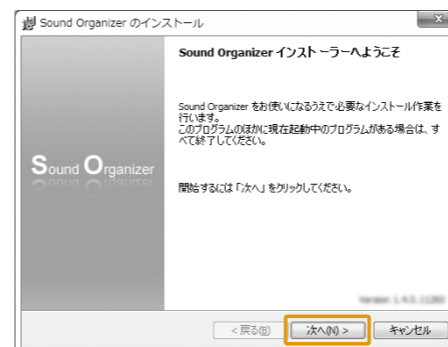 Sound Organizer のインストール
Sound Organizer インストーラーへようこそ
Sound Organizer をお使いになるうえで必要なインストール作業を
行います。
このプログラムのほかに現在起動中のプログラムがある場合は、す
べて終了してください。
Sound Organizer
開始するには「次へ」をクリックしてください。
Version 1.4.0.11280
< 戻る(B)
次へ(N) >
キャンセル